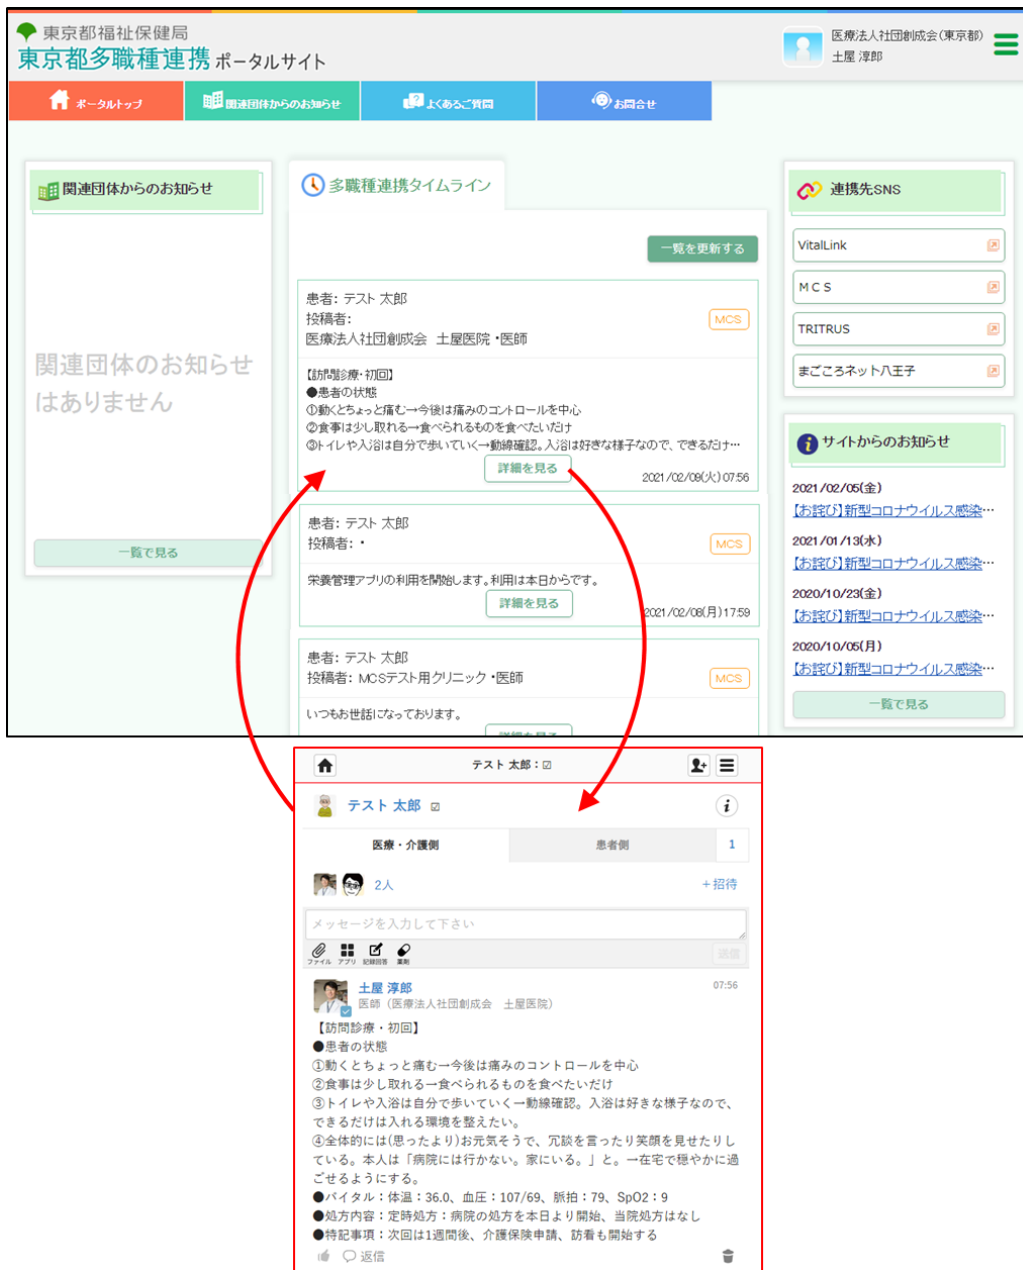 東京都福祉保健局
東京都多職種連携 ポータルサイト
医療法人社団創成会(東京都)
土屋 淳郎
ポータルトップ
関連団体からのお知らせ
よくあるご質問
お問合せ
関連団体からのお知らせ
関連団体のお知らせ
はありません
一覧で見る
多職種連携タイムライン
一覧を更新する
患者: テスト 太郎
投稿者:
医療法人社団創成会　土屋医院 ・医師
MCS
【訪問診療・初回】
●患者の状態
①動くとちょっと痛む→今後は痛みのコントロールを中心
②食事は少し取れる→食べられるものを食べたいだけ
③トイレや入浴は自分で歩いていく→動線確認。入浴は好きな様子なので、できるだけ…
詳細を見る
2021/02/09(火) 07:56
患者: テスト 太郎
投稿者: ・
MCS
栄養管理アプリの利用を開始します。利用は本日からです。
詳細を見る
2021/02/08(月) 17:59
患者: テスト 太郎
投稿者: MCSテスト用クリニック ・医師
MCS
いつもお世話になっております。
詳細を見る
連携先SNS
VitalLink
ＭＣＳ
TRITRUS
まごころネット八王子
サイトからのお知らせ
2021/02/05(金)
【お詫び】新型コロナウイルス感染…
2021/01/13(水)
【お詫び】新型コロナウイルス感染…
2020/10/23(金)
【お詫び】新型コロナウイルス感染…
2020/10/05(月)
【お詫び】新型コロナウイルス感染…
一覧で見る
テスト 太郎：☑
テスト 太郎 ☑
医療・介護側
患者側
1
2人
＋招待
メッセージを入力して下さい
ファイル アプリ 記録回答 薬剤
送信
土屋 淳郎
07:56
医師（医療法人社団創成会　土屋医院）
【訪問診療・初回】
●患者の状態
①動くとちょっと痛む→今後は痛みのコントロールを中心
②食事は少し取れる→食べられるものを食べたいだけ
③トイレや入浴は自分で歩いていく→動線確認。入浴は好きな様子なので、
できるだけは入れる環境を整えたい。
④全体的には(思ったより)お元気そうで、冗談を言ったり笑顔を見せたりし
ている。本人は「病院には行かない。家にいる。」と。→在宅で穏やかに過
ごせるようにする。
●バイタル：体温：36.0、血圧：107/69、脈拍：79、SpO2：9
●処方内容：定時処方：病院の処方を本日より開始、当院処方はなし
●特記事項：次回は1週間後、介護保険申請、訪看も開始する
返信